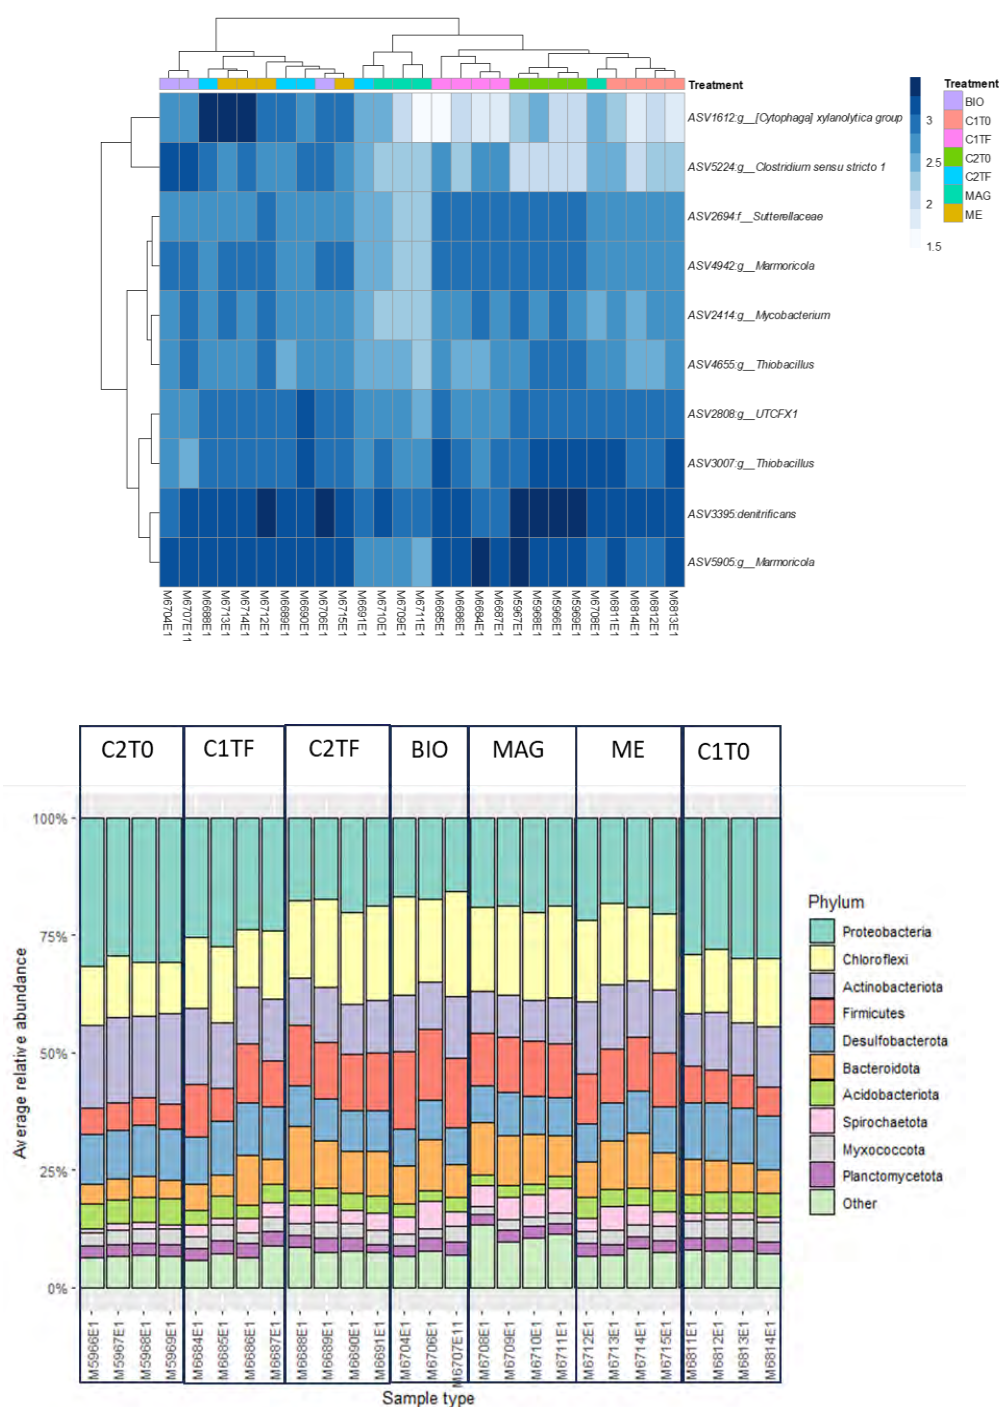 Treatment
ASV1612:g__[Cytophaga] xylanolytica group
ASV5224:g__Clostridium sensu stricto 1
ASV2694:f__Sutterellaceae
ASV4942:g__Marmoricola
ASV2414:g__Mycobacterium
ASV4655:g__Thiobacillus
ASV2808:g__UTCFX1
ASV3007:g__Thiobacillus
ASV3395:denitrificans
ASV5905:g__Marmoricola
3
2.5
2
1.5
Treatment
BIO
C1T0
C1TF
C2T0
C2TF
MAG
ME
M6704E1
M6707E11
M6688E1
M6713E1
M6714E1
M6712E1
M6689E1
M6690E1
M6706E1
M6715E1
M6691E1
M6710E1
M6709E1
M6711E1
M6685E1
M6686E1
M6684E1
M6687E1
M5967E1
M5968E1
M5966E1
M5969E1
M6708E1
M6811E1
M6814E1
M6812E1
M6813E1
C2T0 C1TF C2TF BIO MAG ME C1T0
100%
75%
50%
25%
0%
Average relative abundance
Phylum
Proteobacteria
Chloroflexi
Actinobacteriota
Firmicutes
Desulfobacterota
Bacteroidota
Acidobacteriota
Spirochaetota
Myxococcota
Planctomycetota
Other
M5966E1
M5967E1
M5968E1
M5969E1
M6684E1
M6685E1
M6686E1
M6687E1
M6688E1
M6689E1
M6690E1
M6691E1
M6704E1
M6706E1
M6707E11
M6708E1
M6709E1
M6710E1
M6711E1
M6712E1
M6713E1
M6714E1
M6715E1
M6811E1
M6812E1
M6813E1
M6814E1
Sample type